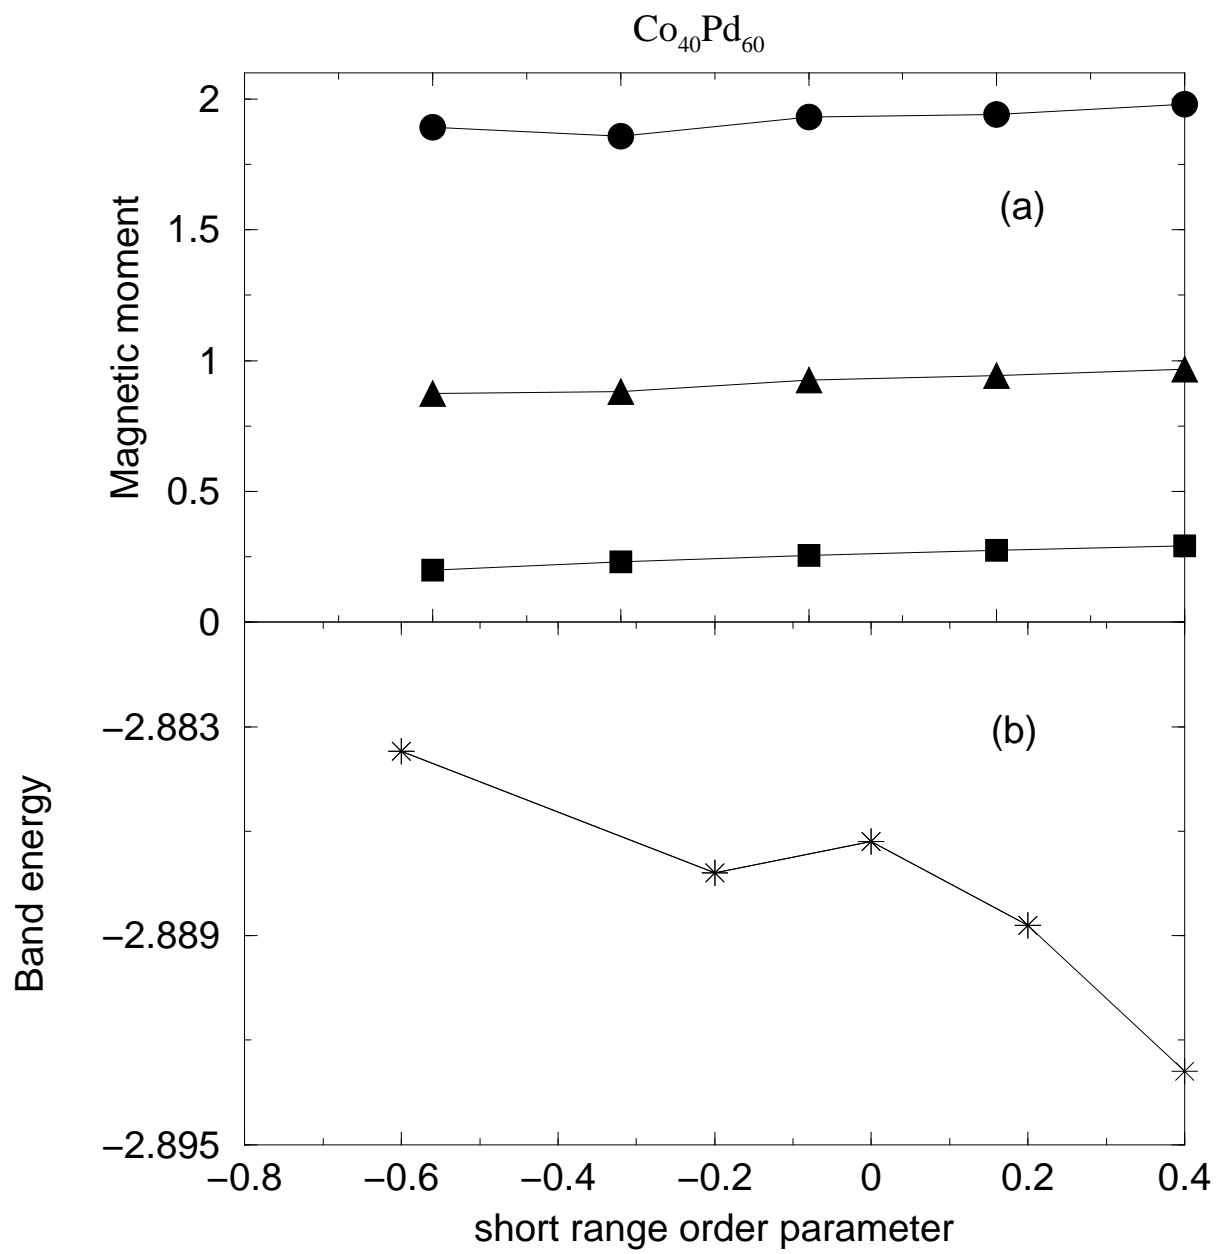 Co₄₀Pd₆₀
2
1.5
1
0.5
0
Magnetic moment
(a)
−2.883
−2.889
−2.895
Band energy
(b)
−0.8 −0.6 −0.4 −0.2 0 0.2 0.4
short range order parameter